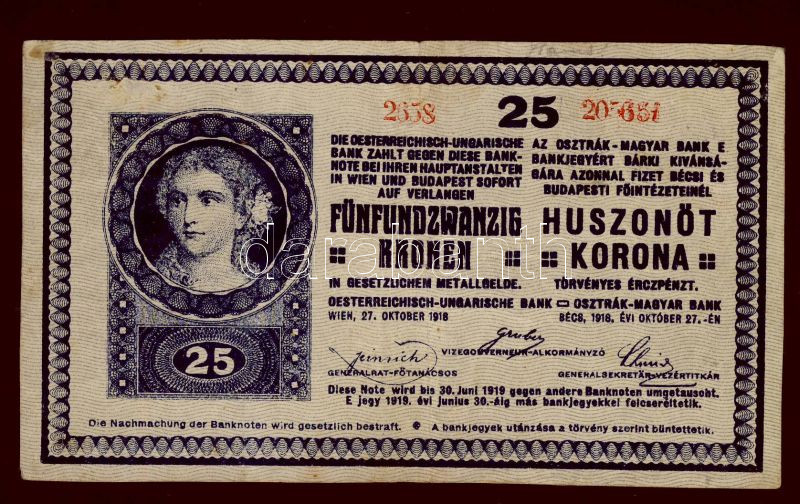 2658 25
DIE OESTERREICHISCH-UNGARISCHE
BANK ZAHLT GEGEN DIESE BANK-
NOTE BEI IHREN HAUPTANSTALTEN
IN WIEN UND BUDAPEST SOFORT
AUF VERLANGEN
FÜNFUNDZWANZIG
KRONEN
IN GESETZLICHEN METALLGELDE.
AZ OSZTRÁK-MAGYAR BANK E
BANKJEGYÉRT BÁRKI KIVÁNSÁ-
GÁRA AZONNAL FIZET BÉCSI ÉS
BUDAPESTI FŐINTÉZETEINÉL
HUSZONÖT
KORONA
TÖRVÉNYES ÉRCZPÉNZT.
OESTERREICHISCH-UNGARISCHE BANK OSZTRÁK-MAGYAR BANK
WIEN, 27. OKTOBER 1918
BÉCS, 1918. ÉVI OKTÓBER 27.-ÉN
Gruber
VIZEGOUVERNEUR-ALKORMÁNYZÓ
GENERALRAT-FŐTANÁCSOS
GENERALSEKRETÄR-VEZÉRTITKÁR
Diese Note wird bis 30. Juni 1919 gegen andere Banknoten umgetauscht.
E jegy 1919. évi junius 30.-áig más bankjegyekkel felcseréltetik.
25
Die Nachmachung der Banknoten wird gesetzlich bestraft. A bankjegyek utánzása a törvény szerint büntettetik.
darabanth